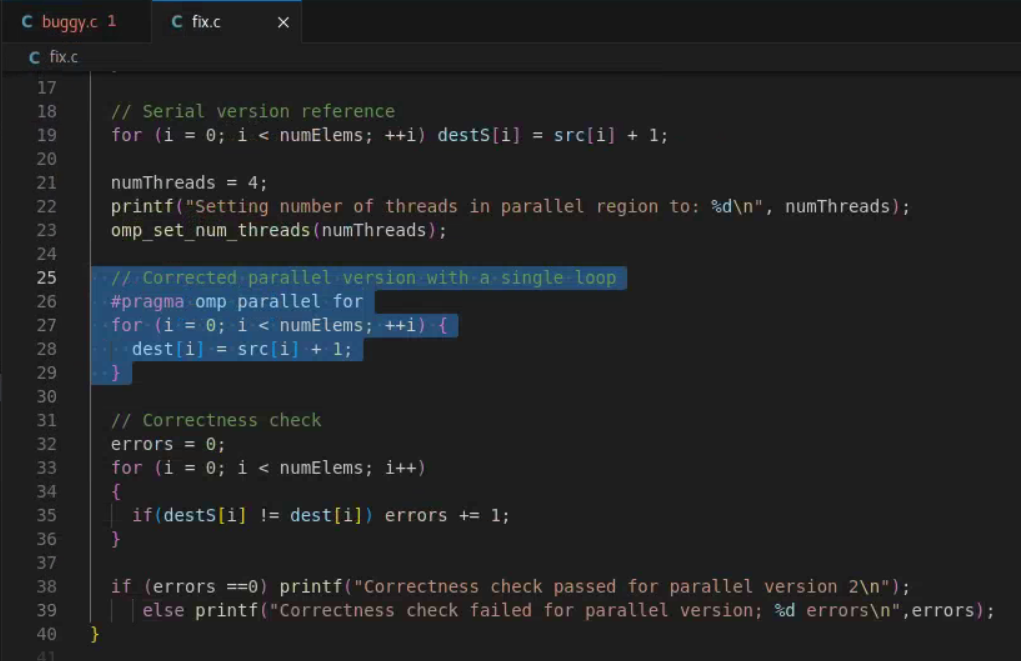 C buggy.c 1
C fix.c ×
C fix.c
17
18 // Serial version reference
19 for (i = 0; i < numElems; ++i) destS[i] = src[i] + 1;
20
21 numThreads = 4;
22 printf("Setting number of threads in parallel region to: %d\n", numThreads);
23 omp_set_num_threads(numThreads);
24
25 // Corrected parallel version with a single loop
26 #pragma omp parallel for
27 for (i = 0; i < numElems; ++i) {
28 dest[i] = src[i] + 1;
29 }
30
31 // Correctness check
32 errors = 0;
33 for (i = 0; i < numElems; i++)
34 {
35 if(destS[i] != dest[i]) errors += 1;
36 }
37
38 if (errors ==0) printf("Correctness check passed for parallel version 2\n");
39 else printf("Correctness check failed for parallel version; %d errors\n",errors);
40 }
41